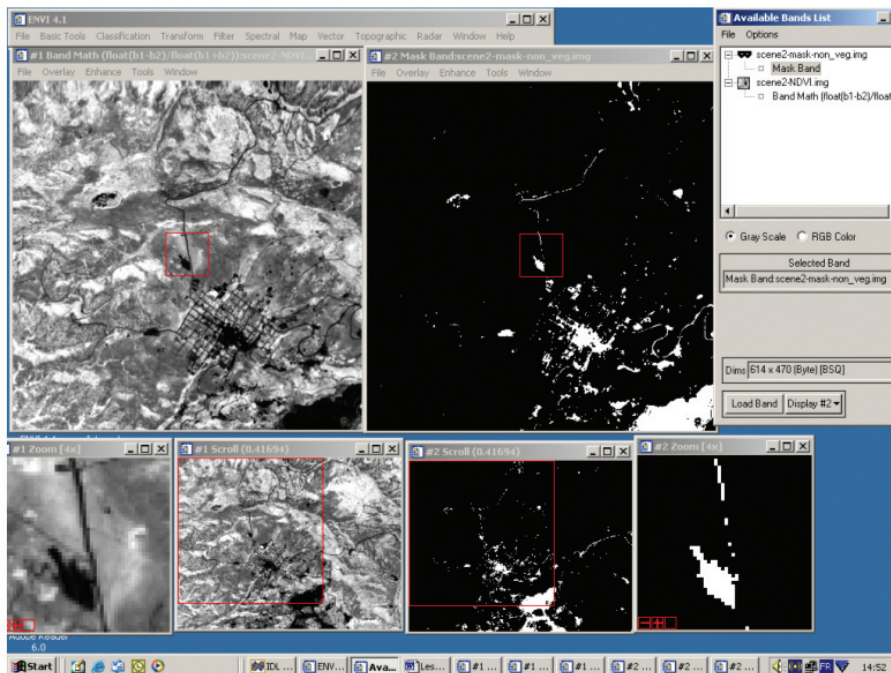 ENVI 4.1
File Basic Tools Classification Transform Filter Spectral Map Vector Topographic Radar Window Help
#1 Band Math (float(b1-b2)/float(b1+b2)):scene2-NDVI...
File Overlay Enhance Tools Window
#2 Mask Band:scene2-mask-non_veg.img
File Overlay Enhance Tools Window
Available Bands List
File Options
scene2-mask-non_veg.img
Mask Band
scene2-NDVI.img
Band Math (float(b1-b2)/float
Gray Scale RGB Color
Selected Band
Mask Band:scene2-mask-non_veg.img
Dims 614 x 470 (Byte) [BSQ]
Load Band Display #2
#1 Zoom [4x]
#1 Scroll (0.41694)
#2 Scroll (0.41694)
#2 Zoom [4x]
Adobe Reader
6.0
Start IDL ... ENV... Ava... Les... #1 ... #1 ... #1 ... #2 ... #2 ... #2 ... FR 14:52